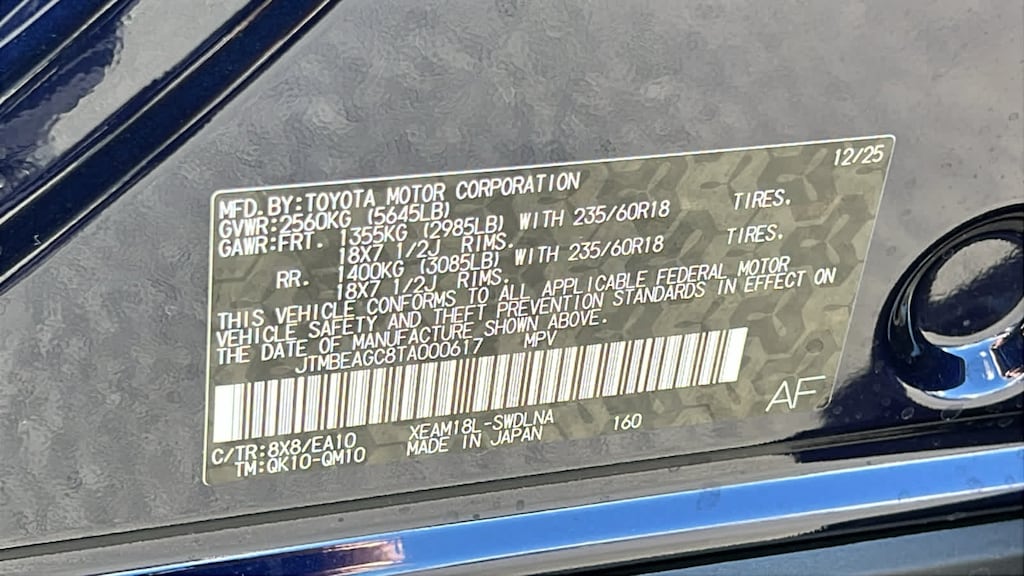 12/25
MFD.BY:TOYOTA MOTOR CORPORATION
GVWR:2560KG (5645LB)
GAWR:FRT. 1355KG (2985LB) WITH 235/60R18 TIRES.
18X7 1/2J RIMS.
RR. 1400KG (3085LB) WITH 235/60R18 TIRES.
18X7 1/2J RIMS.
THIS VEHICLE CONFORMS TO ALL APPLICABLE FEDERAL MOTOR
VEHICLE SAFETY AND THEFT PREVENTION STANDARDS IN EFFECT ON
THE DATE OF MANUFACTURE SHOWN ABOVE.
JTMBEAGC8TA000617 MPV
C/TR:8X8/EA10 XEAM18L-SWDLNA 160
TM:QK10-QM10 MADE IN JAPAN
AF